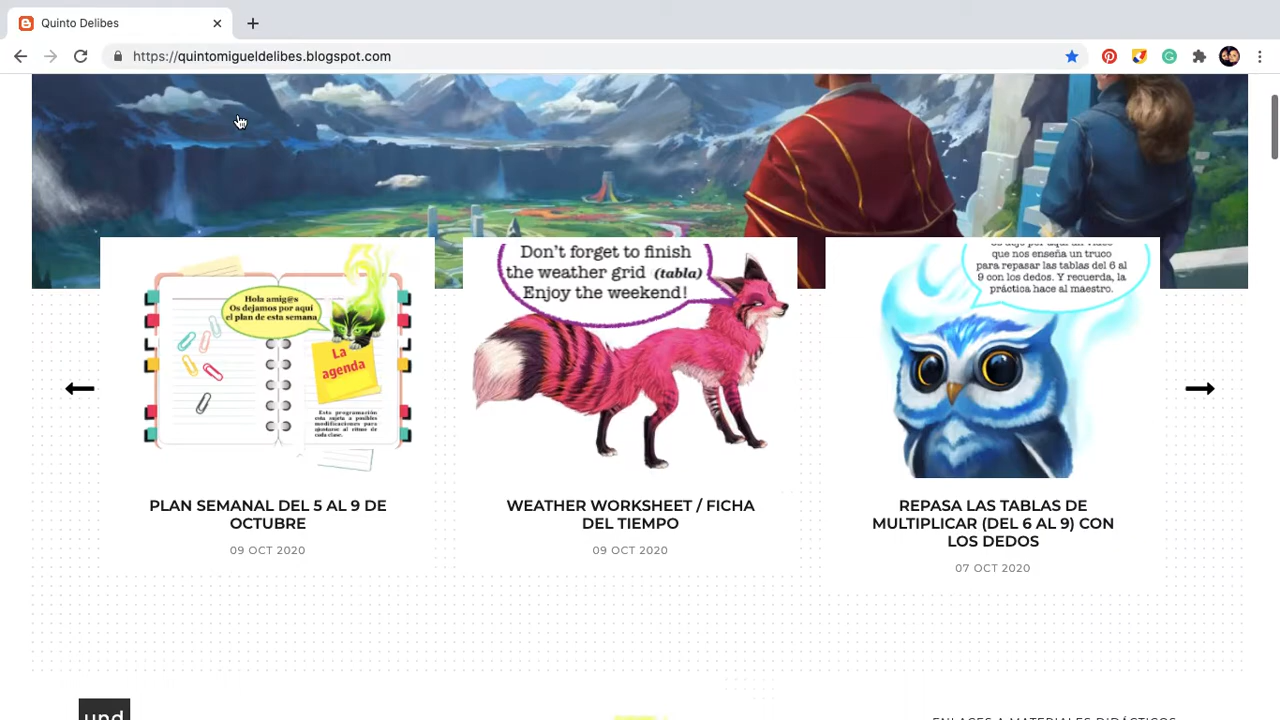 Quinto Delibes
https://quintomigueldelibes.blogspot.com
Hola amig@s
Os dejamos por aquí
el plan de esta semana
La
agenda
Esta programación
esta sujeta a posibles
modificaciones para
ajustarse al ritmo de
cada clase.
Don't forget to finish
the weather grid (tabla)
Enjoy the weekend!
que nos enseña un truco
para repasar las tablas del 6 al
9 con los dedos. Y recuerda, la
práctica hace al maestro.
PLAN SEMANAL DEL 5 AL 9 DE
OCTUBRE
09 OCT 2020
WEATHER WORKSHEET / FICHA
DEL TIEMPO
09 OCT 2020
REPASA LAS TABLAS DE
MULTIPLICAR (DEL 6 AL 9) CON
LOS DEDOS
07 OCT 2020
und
ENLACES A MATERIALES DIDÁCTICOS